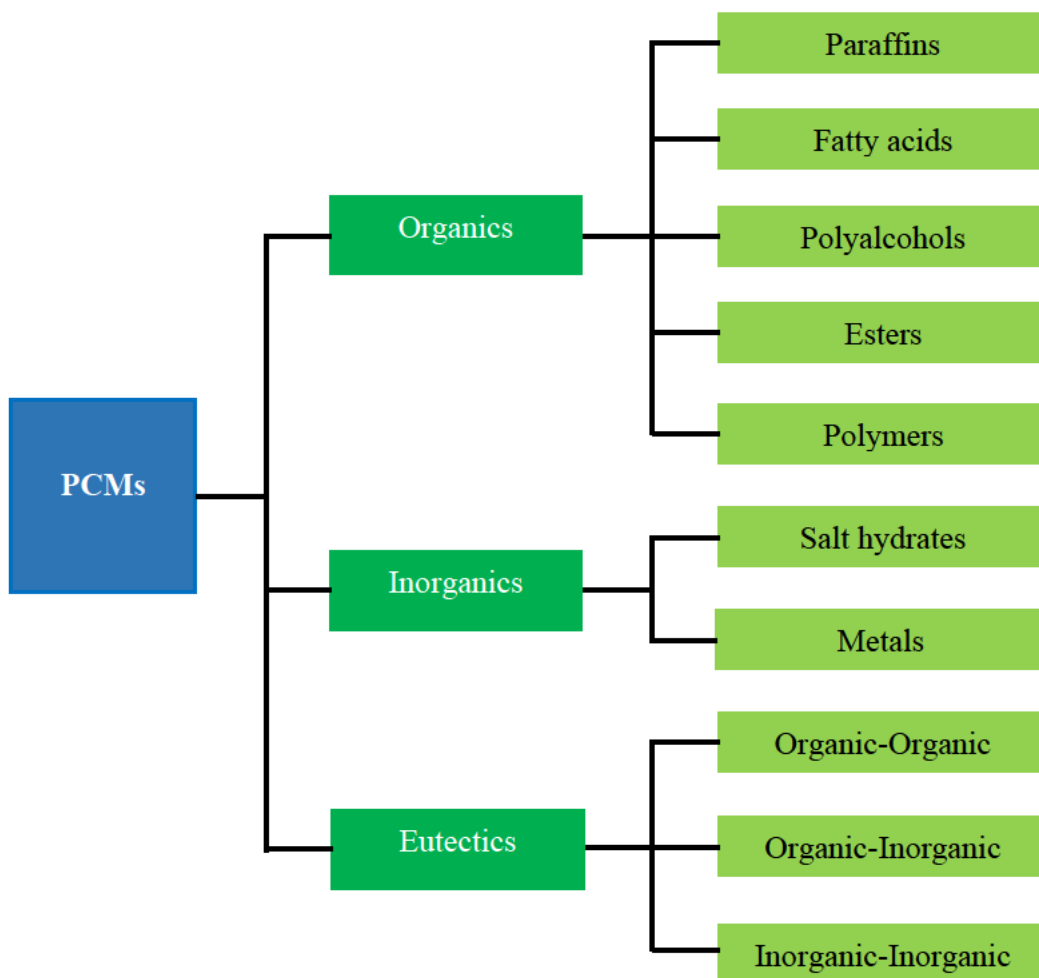 PCMs
Organics
Paraffins
Fatty acids
Polyalcohols
Esters
Polymers
Inorganics
Salt hydrates
Metals
Eutectics
Organic-Organic
Organic-Inorganic
Inorganic-Inorganic